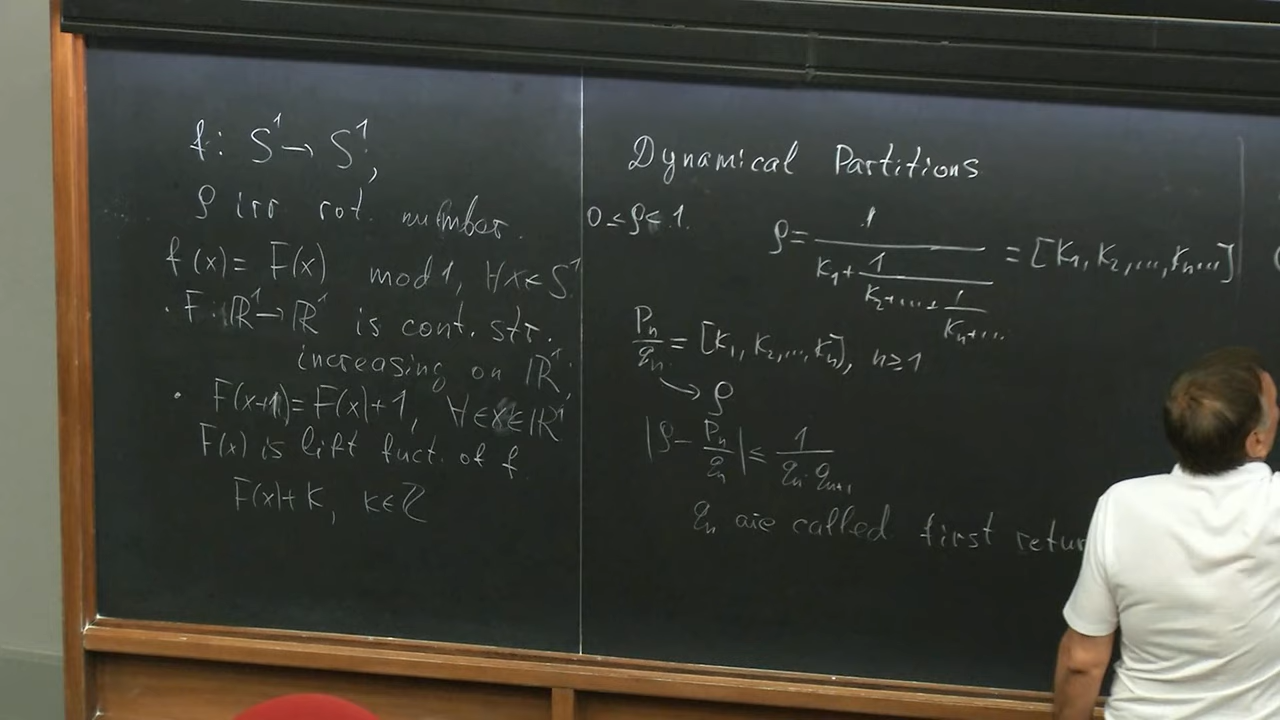 f: S¹ → S¹,
ρ irr rot. number.
f(x) = F(x) mod 1, ∀x∈S¹
· F: ℝ¹ → ℝ¹ is cont. str.
increasing on ℝ¹
· F(x+1) = F(x)+1, ∀∈x∈ℝ¹
F(x) is lift fuct. of f
F(x)+K, K∈ℤ
Dynamical Partitions
0 ≤ ρ < 1.
ρ = 1/(K₁ + 1/(K₂ + .... + 1/(Kₙ + ...))) = [K₁, K₂, ..., Kₙ...]
Pₙ/qₙ = [K₁, K₂, ..., Kₙ], n ≥ 1
→ ρ
|ρ − Pₙ/qₙ| ≤ 1/(qₙ · qₙ₊₁)
qₙ are called first retur